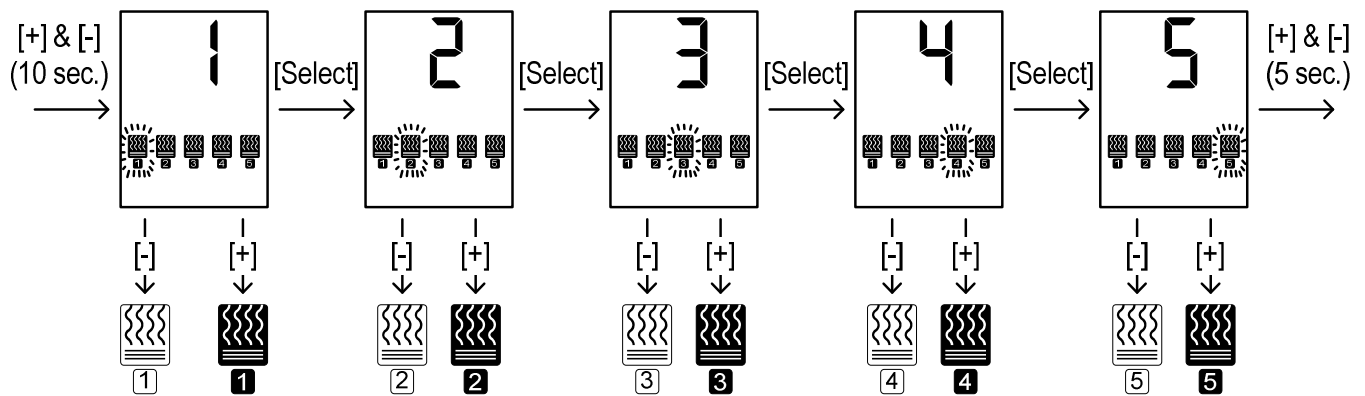 [+] & [-]
(10 sec.)
1
1 2 3 4 5
[Select]
2
1 2 3 4 5
[Select]
3
1 2 3 4 5
[Select]
4
1 2 3 4 5
[Select]
5
1 2 3 4 5
[+] & [-]
(5 sec.)
[-] [+] [-] [+] [-] [+] [-] [+] [-] [+]
1 1 2 2 3 3 4 4 5 5